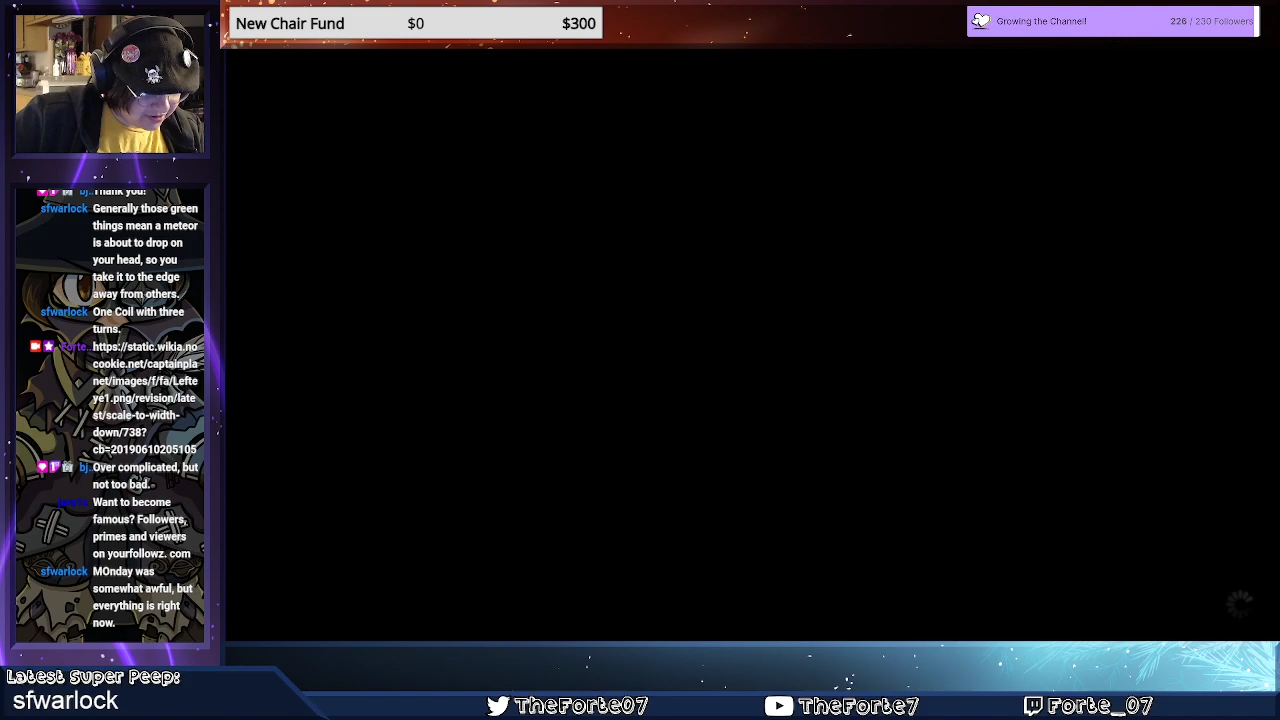 New Chair Fund $0 $300
Growing the Channel! 226 / 230 Followers
bj.. Thank you!
sfwarlock Generally those green
things mean a meteor
is about to drop on
your head, so you
take it to the edge
away from others.
sfwarlock One Coil with three
turns.
Forte.. https://static.wikia.no
cookie.net/captainpla
net/images/f/fa/Lefte
ye1.png/revision/late
st/scale-to-width-
down/738?
cb=20190610205105
bj.. Over complicated, but
not too bad.
Want to become
famous? Followers,
primes and viewers
on yourfollowz. com
sfwarlock MOnday was
somewhat awful, but
everything is right
now.
Latest Super Peep:
sfwarlock
TheForte07 TheForte7 Forte_07